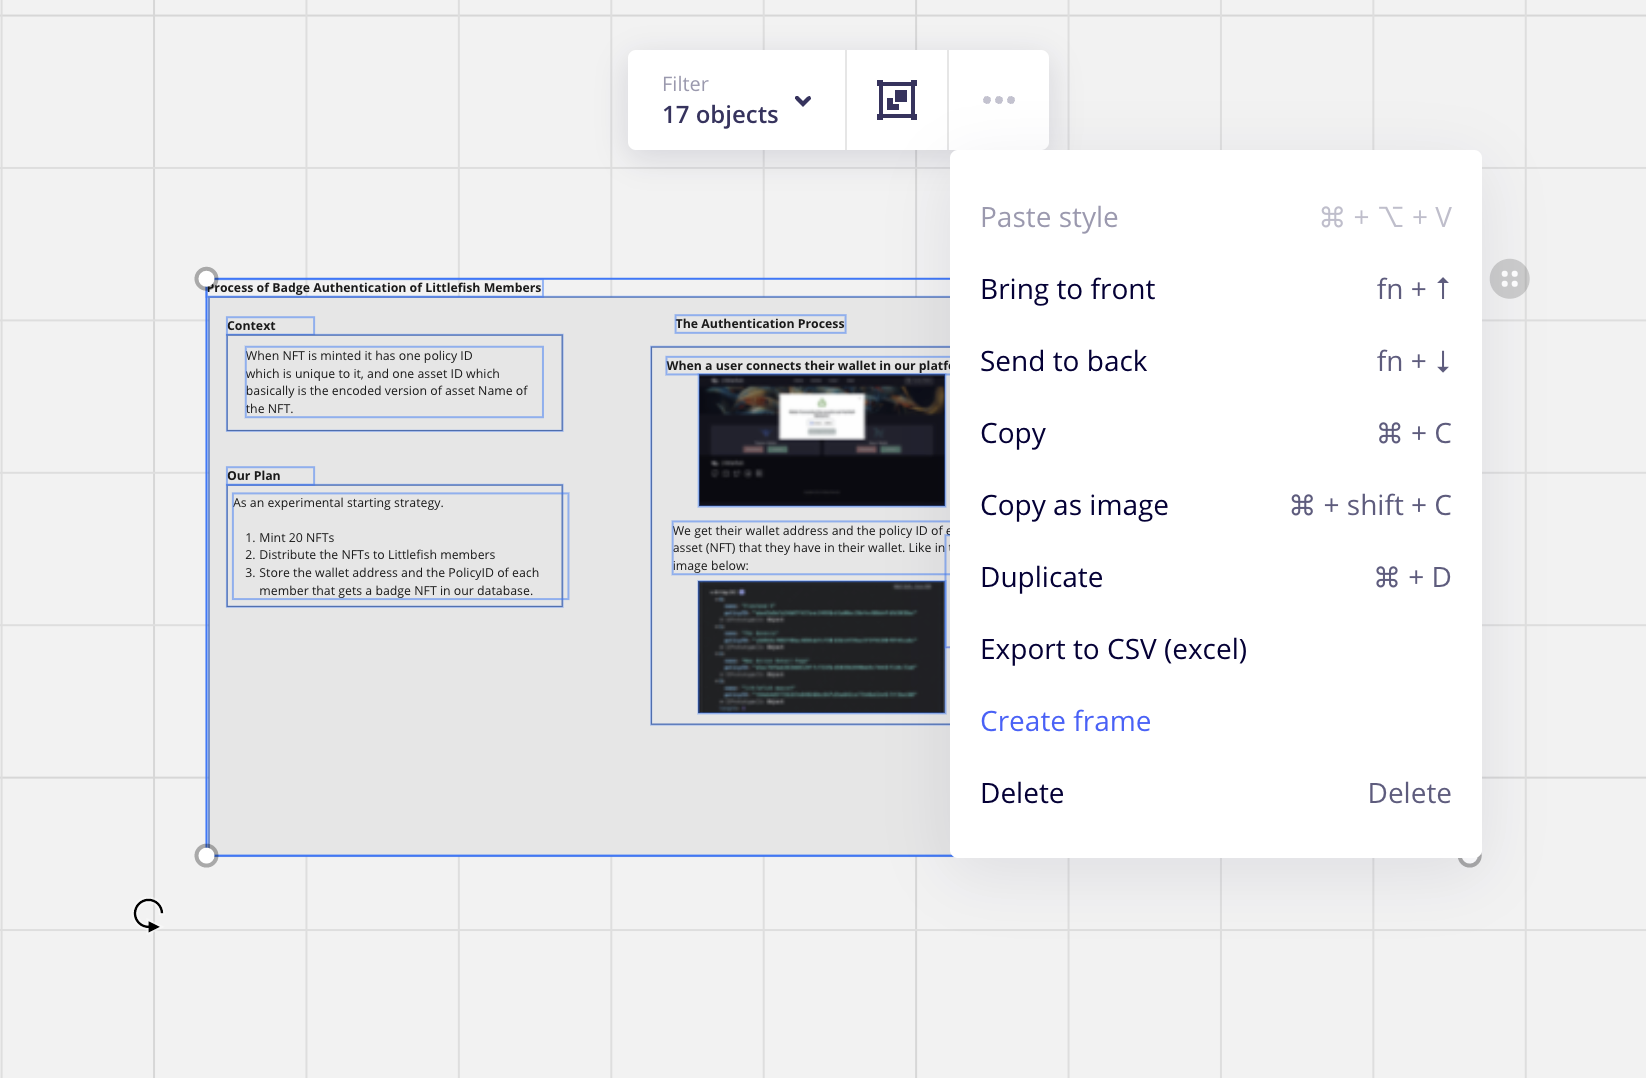 Filter
17 objects
Paste style ⌘ + ⌥ + V
Bring to front fn + ↑
Send to back fn + ↓
Copy ⌘ + C
Copy as image ⌘ + shift + C
Duplicate ⌘ + D
Export to CSV (excel)
Create frame
Delete Delete
Process of Badge Authentication of Littlefish Members
Context
When NFT is minted it has one policy ID
which is unique to it, and one asset ID which
basically is the encoded version of asset Name of
the NFT.
Our Plan
As an experimental starting strategy.
1. Mint 20 NFTs
2. Distribute the NFTs to Littlefish members
3. Store the wallet address and the PolicyID of each
member that gets a badge NFT in our database.
The Authentication Process
When a user connects their wallet in our platf
We get their wallet address and the policy ID of e
asset (NFT) that they have in their wallet. Like in
image below: